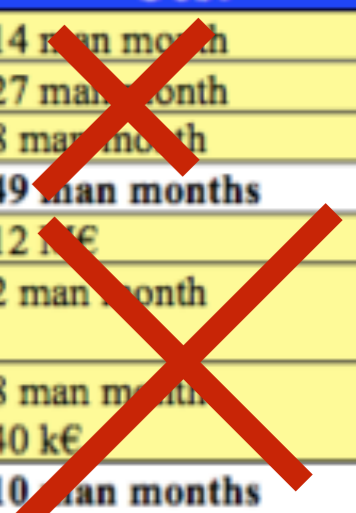 14 man month
27 man month
8 man month
49 man months
12 k€
2 man month
8 man month
40 k€
10 man months